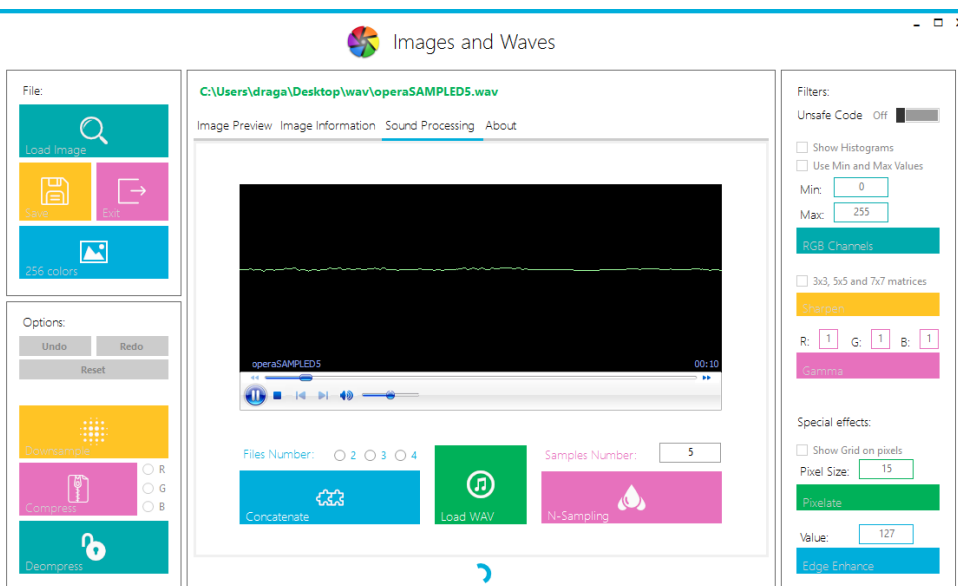 Images and Waves
File:
Load Image
Save
Exit
256 colors
Options:
Undo
Redo
Reset
Downsample
Compress
R
G
B
Deompress
C:\Users\draga\Desktop\wav\operaSAMPLED5.wav
Image Preview Image Information Sound Processing About
operaSAMPLED5
00:10
Files Number: 2 3 4
Samples Number: 5
Concatenate
Load WAV
N-Sampling
Filters:
Unsafe Code Off
Show Histograms
Use Min and Max Values
Min: 0
Max: 255
RGB Channels
3x3, 5x5 and 7x7 matrices
Sharpen
R: 1 G: 1 B: 1
Gamma
Special effects:
Show Grid on pixels
Pixel Size: 15
Pixelate
Value: 127
Edge Enhance